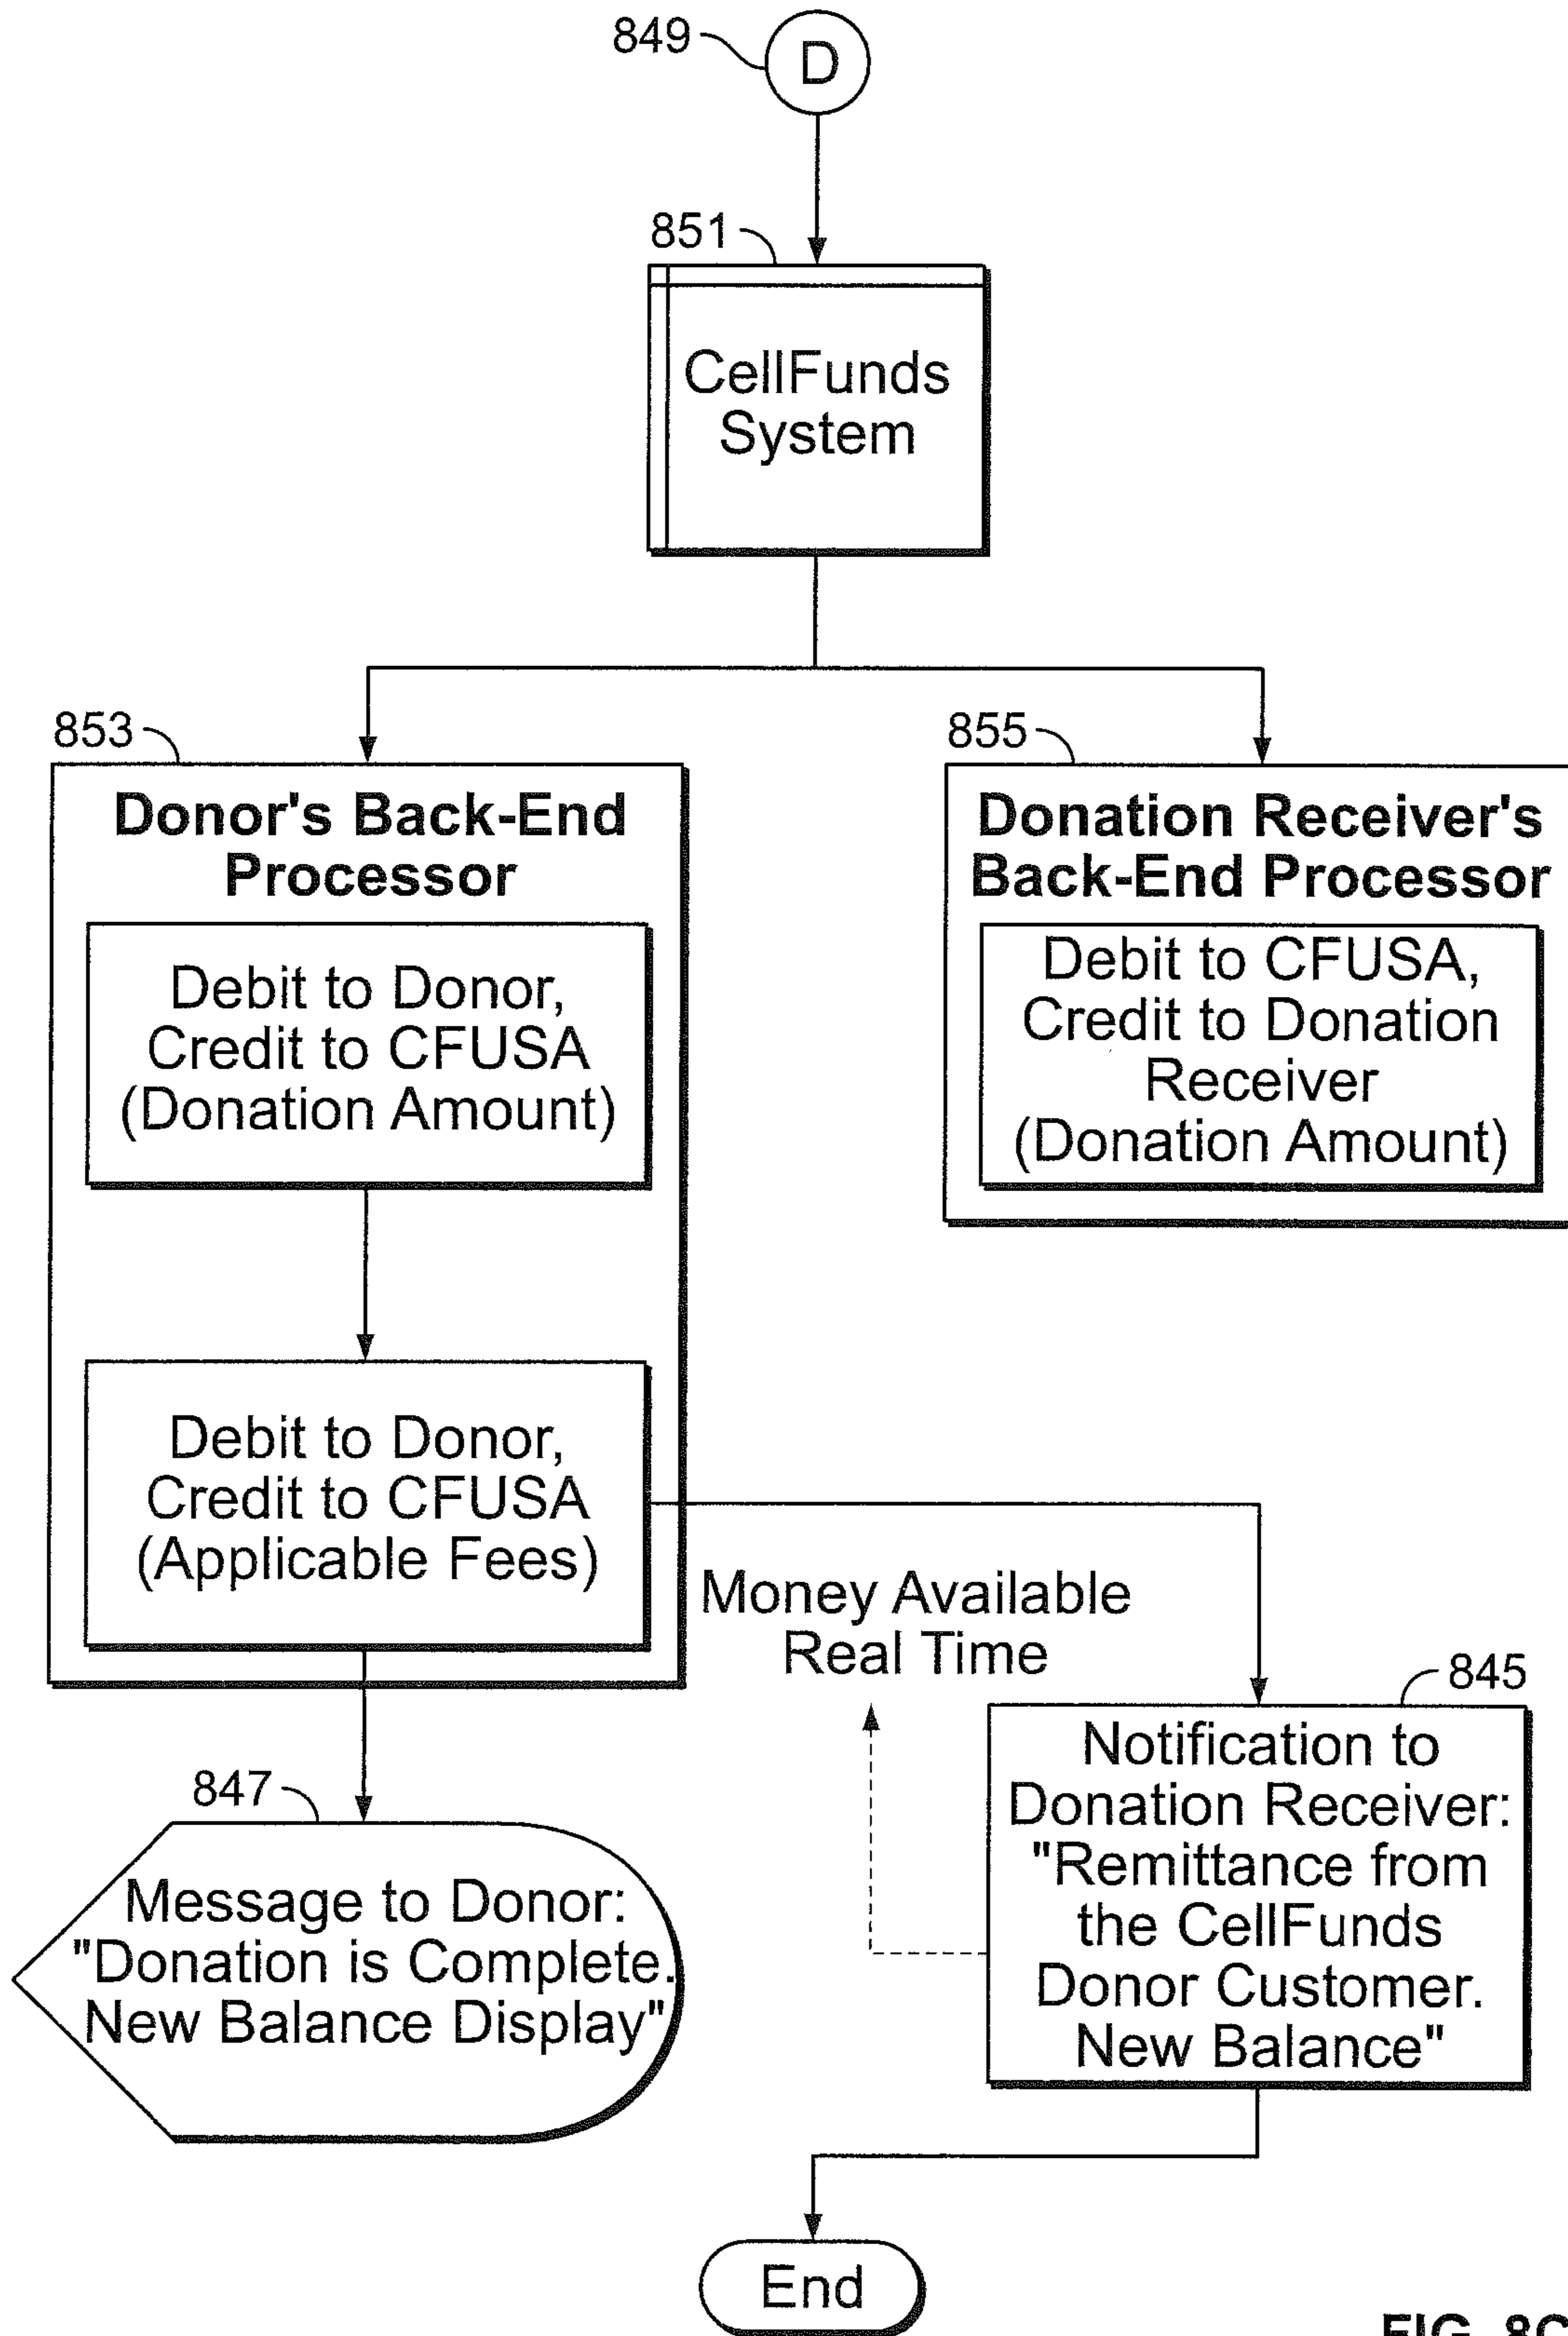 849
D
851
CellFunds
System
853
Donor's Back-End
Processor
Debit to Donor,
Credit to CFUSA
(Donation Amount)
Debit to Donor,
Credit to CFUSA
(Applicable Fees)
855
Donation Receiver's
Back-End Processor
Debit to CFUSA,
Credit to Donation
Receiver
(Donation Amount)
Money Available
Real Time
845
Notification to
Donation Receiver:
"Remittance from
the CellFunds
Donor Customer.
New Balance"
847
Message to Donor:
"Donation is Complete.
New Balance Display"
End
FIG. 8C